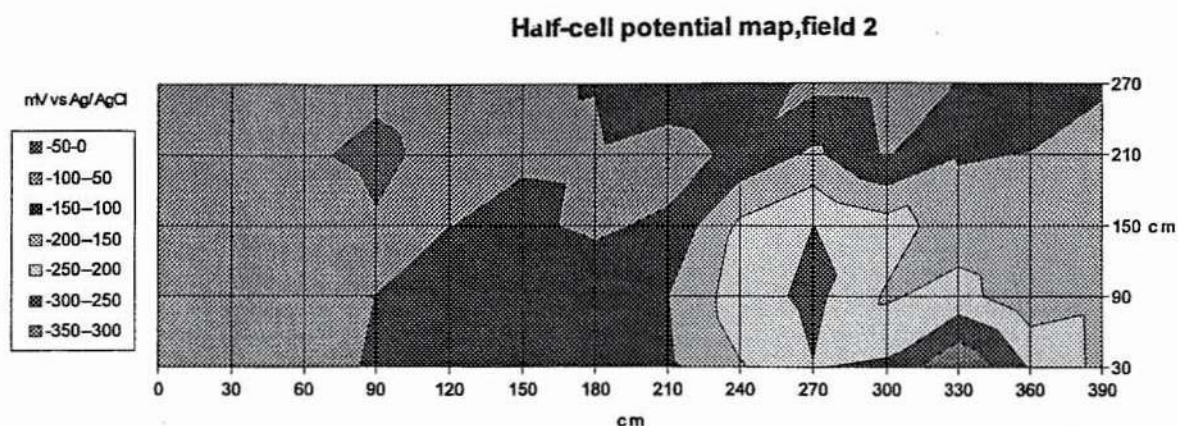 Half-cell potential map,field 2
mV vs Ag/AgCl
-50-0
-100--50
-150--100
-200--150
-250--200
-300--250
-350--300
270
210
150 cm
90
30
0 30 60 90 120 150 180 210 240 270 300 330 360 390
cm